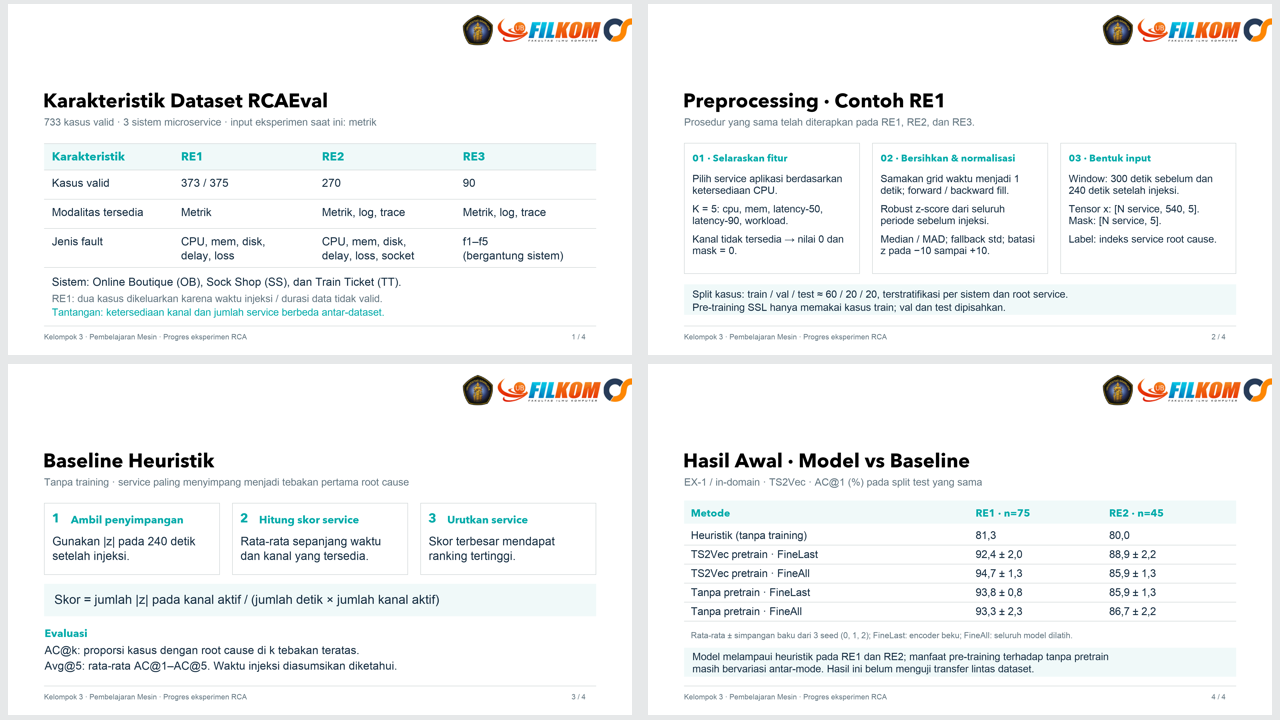 FILKOM
FAKULTAS ILMU KOMPUTER
Karakteristik Dataset RCAEval
733 kasus valid · 3 sistem microservice · input eksperimen saat ini: metrik
Karakteristik RE1 RE2 RE3
Kasus valid 373 / 375 270 90
Modalitas tersedia Metrik Metrik, log, trace Metrik, log, trace
Jenis fault CPU, mem, disk, CPU, mem, disk, f1–f5
delay, loss delay, loss, socket (bergantung sistem)
Sistem: Online Boutique (OB), Sock Shop (SS), dan Train Ticket (TT).
RE1: dua kasus dikeluarkan karena waktu injeksi / durasi data tidak valid.
Tantangan: ketersediaan kanal dan jumlah service berbeda antar-dataset.
Kelompok 3 · Pembelajaran Mesin · Progres eksperimen RCA 1 / 4
FILKOM
FAKULTAS ILMU KOMPUTER
Preprocessing · Contoh RE1
Prosedur yang sama telah diterapkan pada RE1, RE2, dan RE3.
01 · Selaraskan fitur
Pilih service aplikasi berdasarkan
ketersediaan CPU.
K = 5: cpu, mem, latency-50,
latency-90, workload.
Kanal tidak tersedia → nilai 0 dan
mask = 0.
02 · Bersihkan & normalisasi
Samakan grid waktu menjadi 1
detik; forward / backward fill.
Robust z-score dari seluruh
periode sebelum injeksi.
Median / MAD; fallback std; batasi
z pada −10 sampai +10.
03 · Bentuk input
Window: 300 detik sebelum dan
240 detik setelah injeksi.
Tensor x: [N service, 540, 5].
Mask: [N service, 5].
Label: indeks service root cause.
Split kasus: train / val / test ≈ 60 / 20 / 20, terstratifikasi per sistem dan root service.
Pre-training SSL hanya memakai kasus train; val dan test dipisahkan.
Kelompok 3 · Pembelajaran Mesin · Progres eksperimen RCA 2 / 4
FILKOM
FAKULTAS ILMU KOMPUTER
Baseline Heuristik
Tanpa training · service paling menyimpang menjadi tebakan pertama root cause
1 Ambil penyimpangan
Gunakan |z| pada 240 detik
setelah injeksi.
2 Hitung skor service
Rata-rata sepanjang waktu
dan kanal yang tersedia.
3 Urutkan service
Skor terbesar mendapat
ranking tertinggi.
Skor = jumlah |z| pada kanal aktif / (jumlah detik × jumlah kanal aktif)
Evaluasi
AC@k: proporsi kasus dengan root cause di k tebakan teratas.
Avg@5: rata-rata AC@1–AC@5. Waktu injeksi diasumsikan diketahui.
Kelompok 3 · Pembelajaran Mesin · Progres eksperimen RCA 3 / 4
FILKOM
FAKULTAS ILMU KOMPUTER
Hasil Awal · Model vs Baseline
EX-1 / in-domain · TS2Vec · AC@1 (%) pada split test yang sama
Metode RE1 · n=75 RE2 · n=45
Heuristik (tanpa training) 81,3 80,0
TS2Vec pretrain · FineLast 92,4 ± 2,0 88,9 ± 2,2
TS2Vec pretrain · FineAll 94,7 ± 1,3 85,9 ± 1,3
Tanpa pretrain · FineLast 93,8 ± 0,8 85,9 ± 1,3
Tanpa pretrain · FineAll 93,3 ± 2,3 86,7 ± 2,2
Rata-rata ± simpangan baku dari 3 seed (0, 1, 2); FineLast: encoder beku; FineAll: seluruh model dilatih.
Model melampaui heuristik pada RE1 dan RE2; manfaat pre-training terhadap tanpa pretrain
masih bervariasi antar-mode. Hasil ini belum menguji transfer lintas dataset.
Kelompok 3 · Pembelajaran Mesin · Progres eksperimen RCA 4 / 4